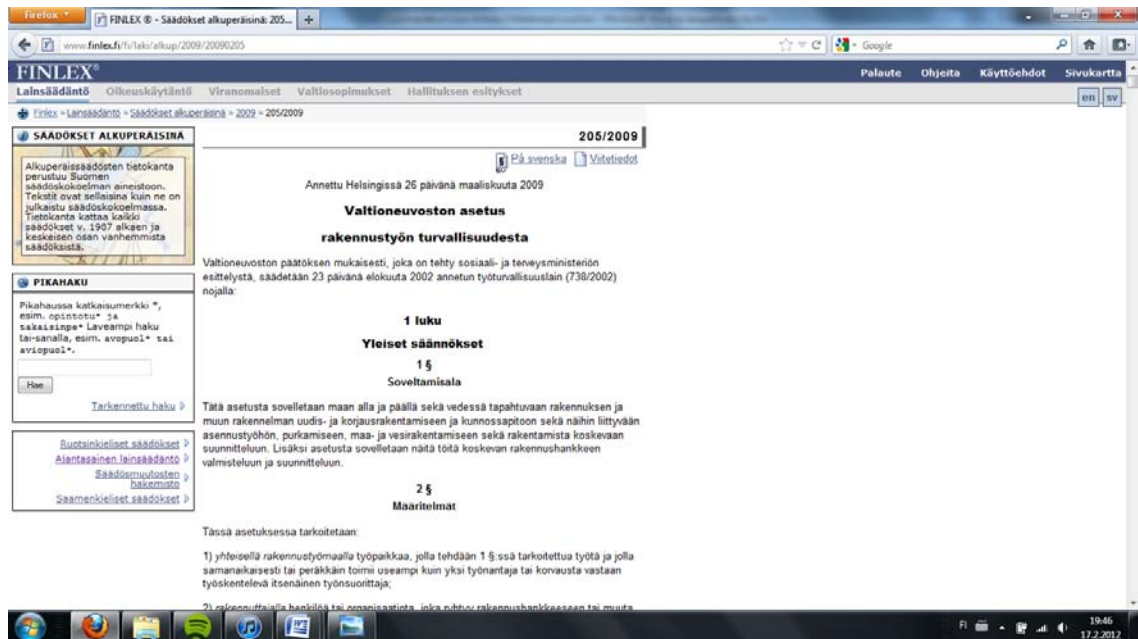 Firefox
FINLEX ® - Säädökset alkuperäisinä: 205...
www.finlex.fi/fi/laki/alkup/2009/20090205
Google
FINLEX®
Palaute Ohjeita Käyttöehdot Sivukartta
Lainsäädäntö Oikeuskäytäntö Viranomaiset Valtiosopimukset Hallituksen esitykset
en sv
Finlex » Lainsäädäntö » Säädökset alkuperäisinä » 2009 » 205/2009
SÄÄDÖKSET ALKUPERÄISINÄ
Alkuperäissäädösten tietokanta
perustuu Suomen
säädöskokoelman aineistoon.
Tekstit ovat sellaisina kuin ne on
julkaistu säädöskokoelmassa.
Tietokanta kattaa kaikki
säädökset v. 1987 alkaen ja
keskeisen osan vanhemmista
säädöksistä.
PIKAHAKU
Pikahaussa katkaisumerkki *,
esim. opintotu* ja
takaisinpe* Laveampi haku
tai-sanalla, esim. avopuol* tai
aviopuol*.
Hae
Tarkennettu haku
Ruotsinkieliset säädökset
Ajantasainen lainsäädäntö
Säädösmuutosten
hakemisto
Saamenkieliset säädökset
205/2009
På svenska Viitetiedot
Annettu Helsingissä 26 päivänä maaliskuuta 2009
Valtioneuvoston asetus
rakennustyön turvallisuudesta
Valtioneuvoston päätöksen mukaisesti, joka on tehty sosiaali- ja terveysministeriön
esittelystä, säädetään 23 päivänä elokuuta 2002 annetun työturvallisuuslain (738/2002)
nojalla:
1 luku
Yleiset säännökset
1 §
Soveltamisala
Tätä asetusta sovelletaan maan alla ja päällä sekä vedessä tapahtuvaan rakennuksen ja
muun rakennelman uudis- ja korjausrakentamiseen ja kunnossapitoon sekä näihin liittyvään
asennustyöhön, purkamiseen, maa- ja vesirakentamiseen sekä rakentamista koskevaan
suunnitteluun. Lisäksi asetusta sovelletaan näitä töitä koskevan rakennushankkeen
valmisteluun ja suunnitteluun.
2 §
Määritelmät
Tässä asetuksessa tarkoitetaan:
1) yhteisellä rakennustyömaalla työpaikkaa, jolla tehdään 1 §:ssä tarkoitettua työtä ja jolla
samanaikaisesti tai peräkkäin toimii useampi kuin yksi työnantaja tai korvausta vastaan
työskentelevä itsenäinen työnsuorittaja;
2) rakennuttajalla henkilöä tai organisaatiota, joka ryhtyy rakennushankkeeseen tai muuta
FI
19:46
17.2.2012